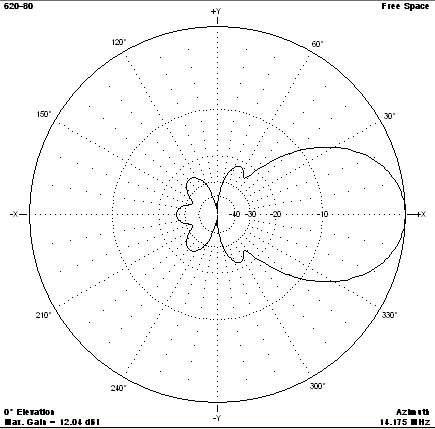 620-80 Free Space
+Y
120° 60°
150° 30°
-X -40 -30 -20 -10 +X
210° 330°
240° 300°
-Y
0° Elevation Azimuth
Max. Gain = 12.04 dBi 14.175 MHz